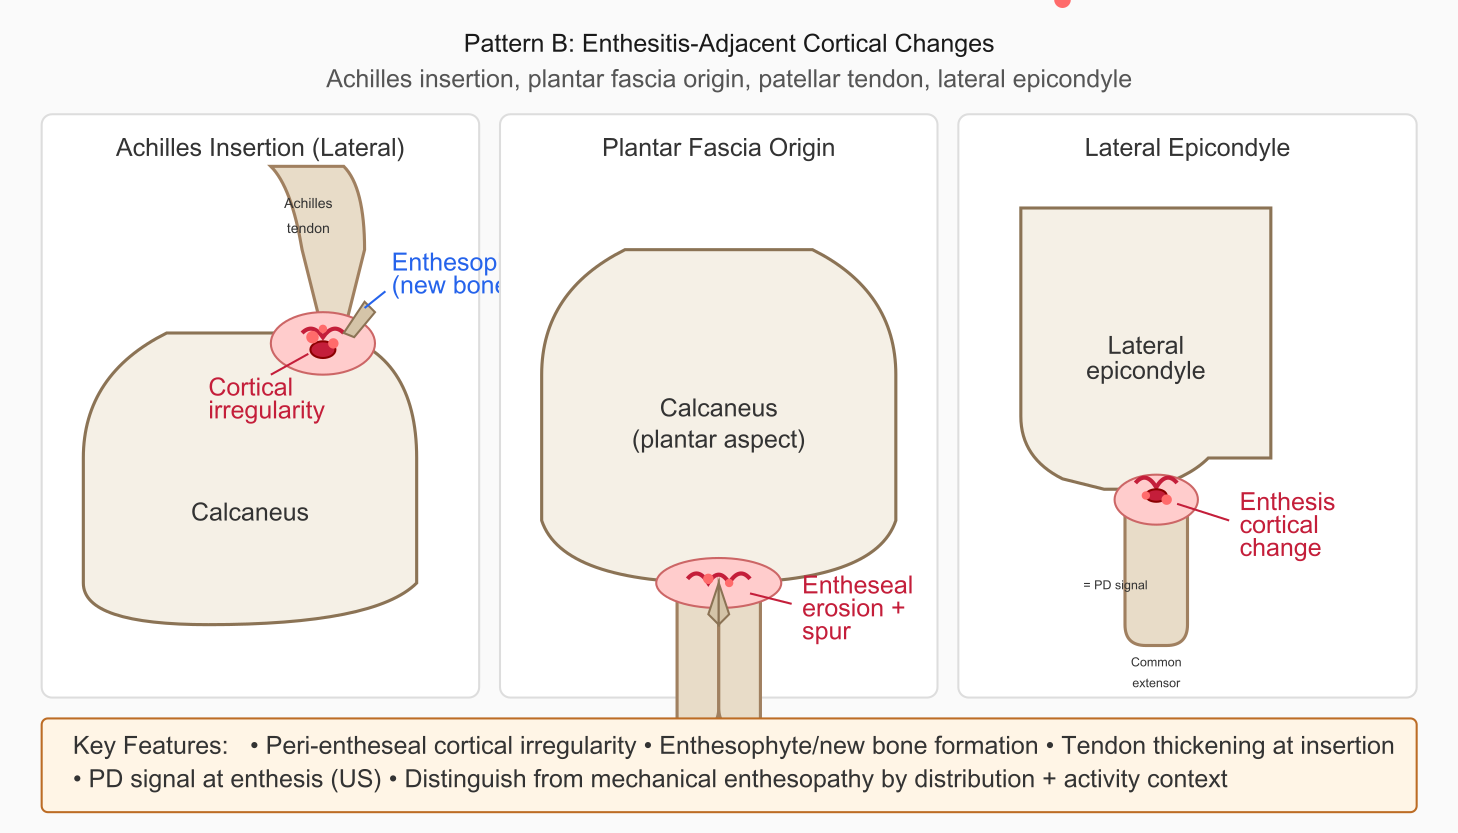 Pattern B: Enthesitis-Adjacent Cortical Changes
Achilles insertion, plantar fascia origin, patellar tendon, lateral epicondyle
Achilles Insertion (Lateral)
Achilles
tendon
Enthesop
(new bone
Cortical
irregularity
Calcaneus
Plantar Fascia Origin
Calcaneus
(plantar aspect)
Entheseal
erosion +
spur
Lateral Epicondyle
Lateral
epicondyle
Enthesis
cortical
change
= PD signal
Common
extensor
Key Features: • Peri-entheseal cortical irregularity • Enthesophyte/new bone formation • Tendon thickening at insertion
• PD signal at enthesis (US) • Distinguish from mechanical enthesopathy by distribution + activity context